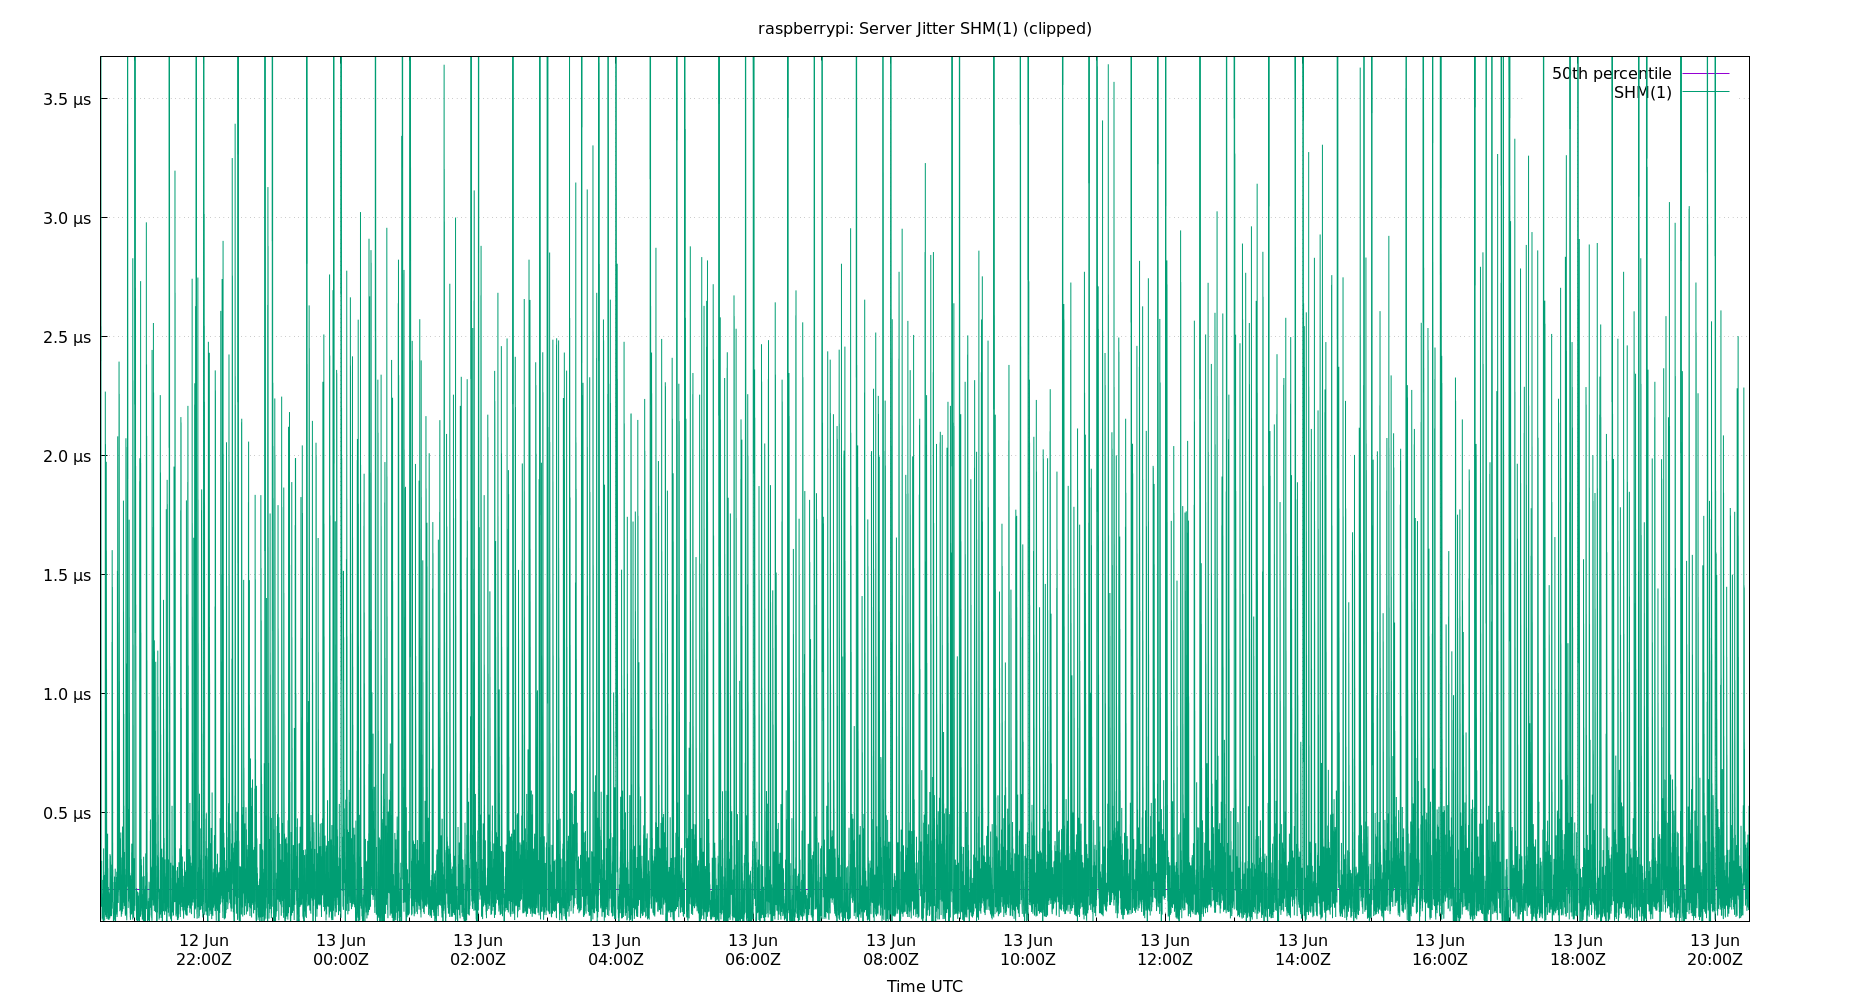 raspberrypi: Server Jitter SHM(1) (clipped)
50th percentile
SHM(1)
3.5 µs
3.0 µs
2.5 µs
2.0 µs
1.5 µs
1.0 µs
0.5 µs
12 Jun 13 Jun 13 Jun 13 Jun 13 Jun 13 Jun 13 Jun 13 Jun 13 Jun 13 Jun 13 Jun 13 Jun
22:00Z 00:00Z 02:00Z 04:00Z 06:00Z 08:00Z 10:00Z 12:00Z 14:00Z 16:00Z 18:00Z 20:00Z
Time UTC